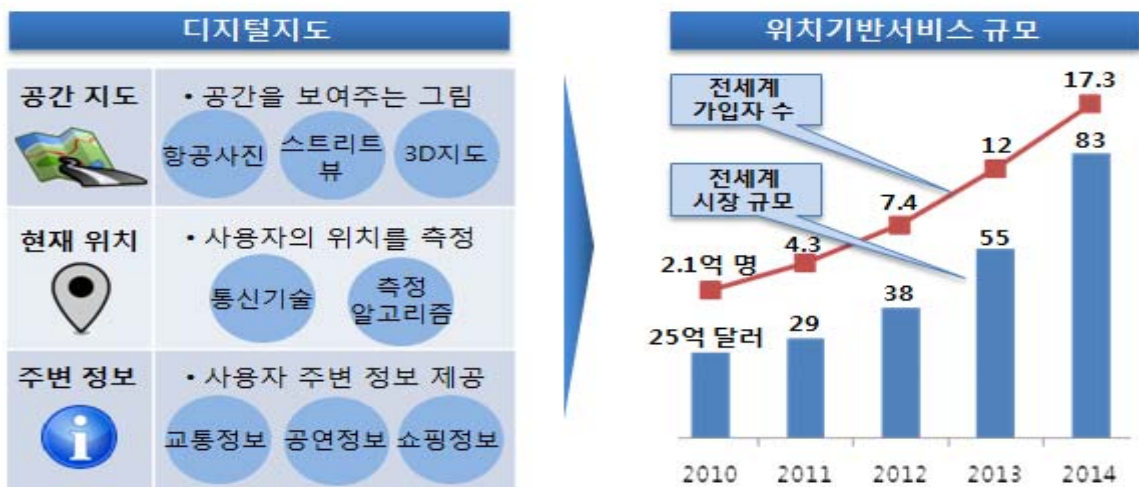 디지털지도
공간 지도
• 공간을 보여주는 그림
항공사진
스트리트
뷰
3D지도
현재 위치
• 사용자의 위치를 측정
통신기술
측정
알고리즘
주변 정보
• 사용자 주변 정보 제공
교통정보
공연정보
쇼핑정보
위치기반서비스 규모
전세계
가입자 수
전세계
시장 규모
2.1억 명
4.3
7.4
12
17.3
25억 달러
29
38
55
83
2010
2011
2012
2013
2014